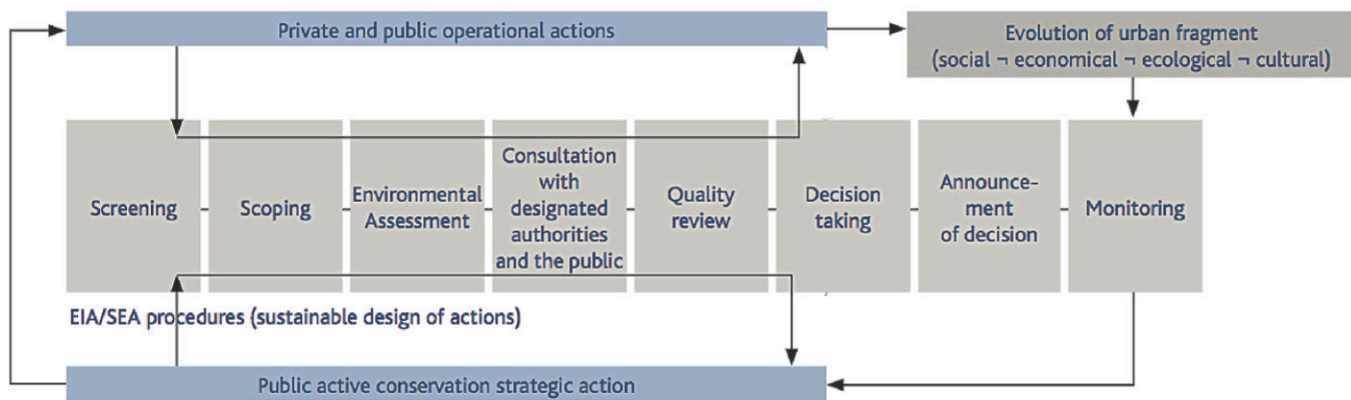 Private and public operational actions
Evolution of urban fragment
(social ¬ economical ¬ ecological ¬ cultural)
Screening
Scoping
Environmental
Assessment
Consultation
with
designated
authorities
and the public
Quality
review
Decision
taking
Announce-
ment
of decision
Monitoring
EIA/SEA procedures (sustainable design of actions)
Public active conservation strategic action